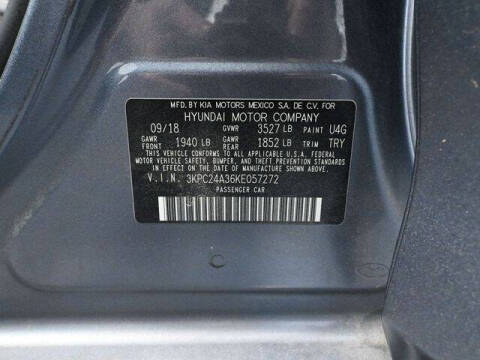 MFD. BY KIA MOTORS MEXICO S.A. DE C.V. FOR
HYUNDAI MOTOR COMPANY
09/18 GVWR 3527 LB PAINT U4G
GAWR FRONT 1940 LB GAWR REAR 1852 LB TRIM TRY
THIS VEHICLE CONFORMS TO ALL APPLICABLE U.S.A. FEDERAL
MOTOR VEHICLE SAFETY, BUMPER, AND THEFT PREVENTION STANDARDS
IN EFFECT ON THE DATE OF MANUFACTURE SHOWN ABOVE.
V.I.N. 3KPC24A36KE057272
PASSENGER CAR